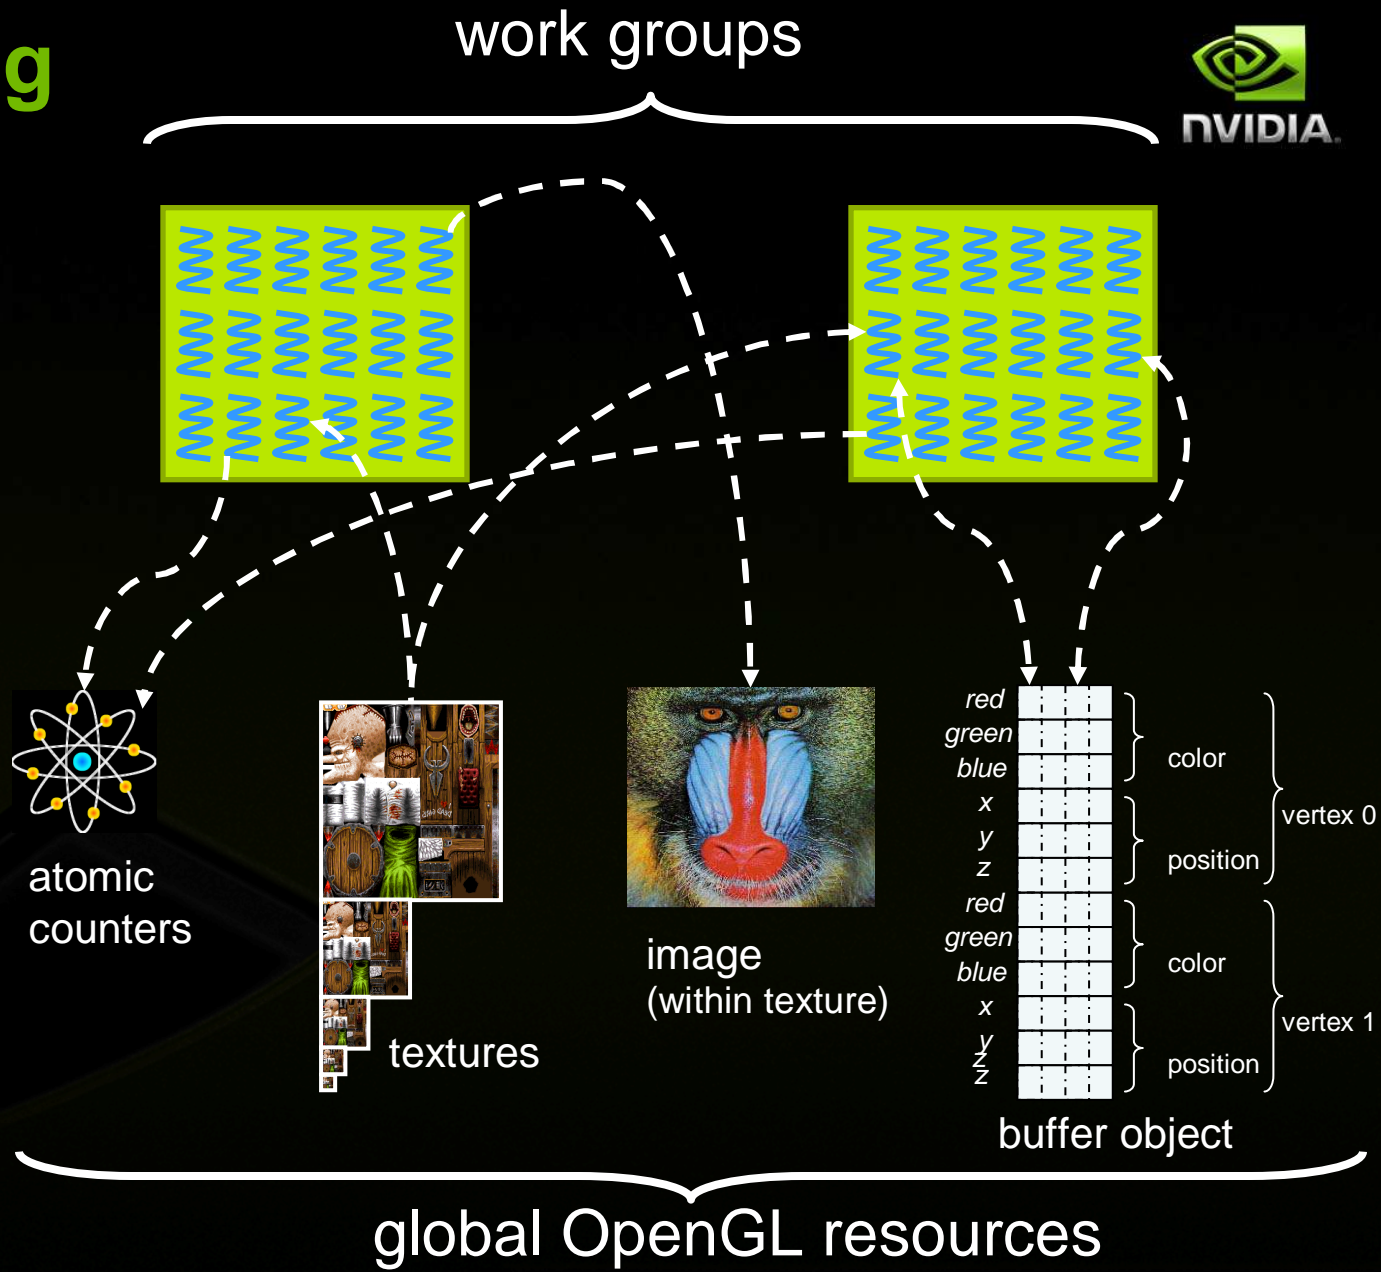 work groups
g
NVIDIA.
red
green
blue
x
y
z
color
position
vertex 0
red
green
blue
x
y
z
z
color
position
vertex 1
atomic
counters
textures
image
(within texture)
buffer object
global OpenGL resources